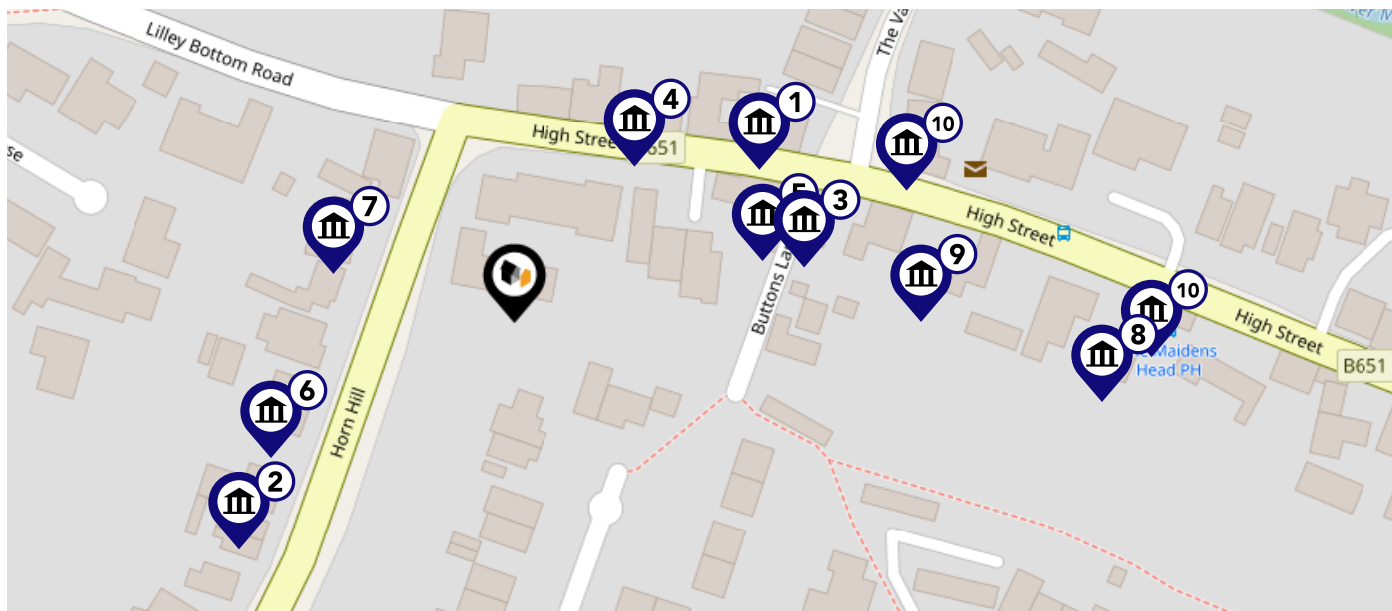 Lilley Bottom Road
The Va
4
1
10
High Street
651
7
5
3
High Street
9
Buttons La
10
High Street
8
Maidens
Head PH
B651
6
Horn Hill
2